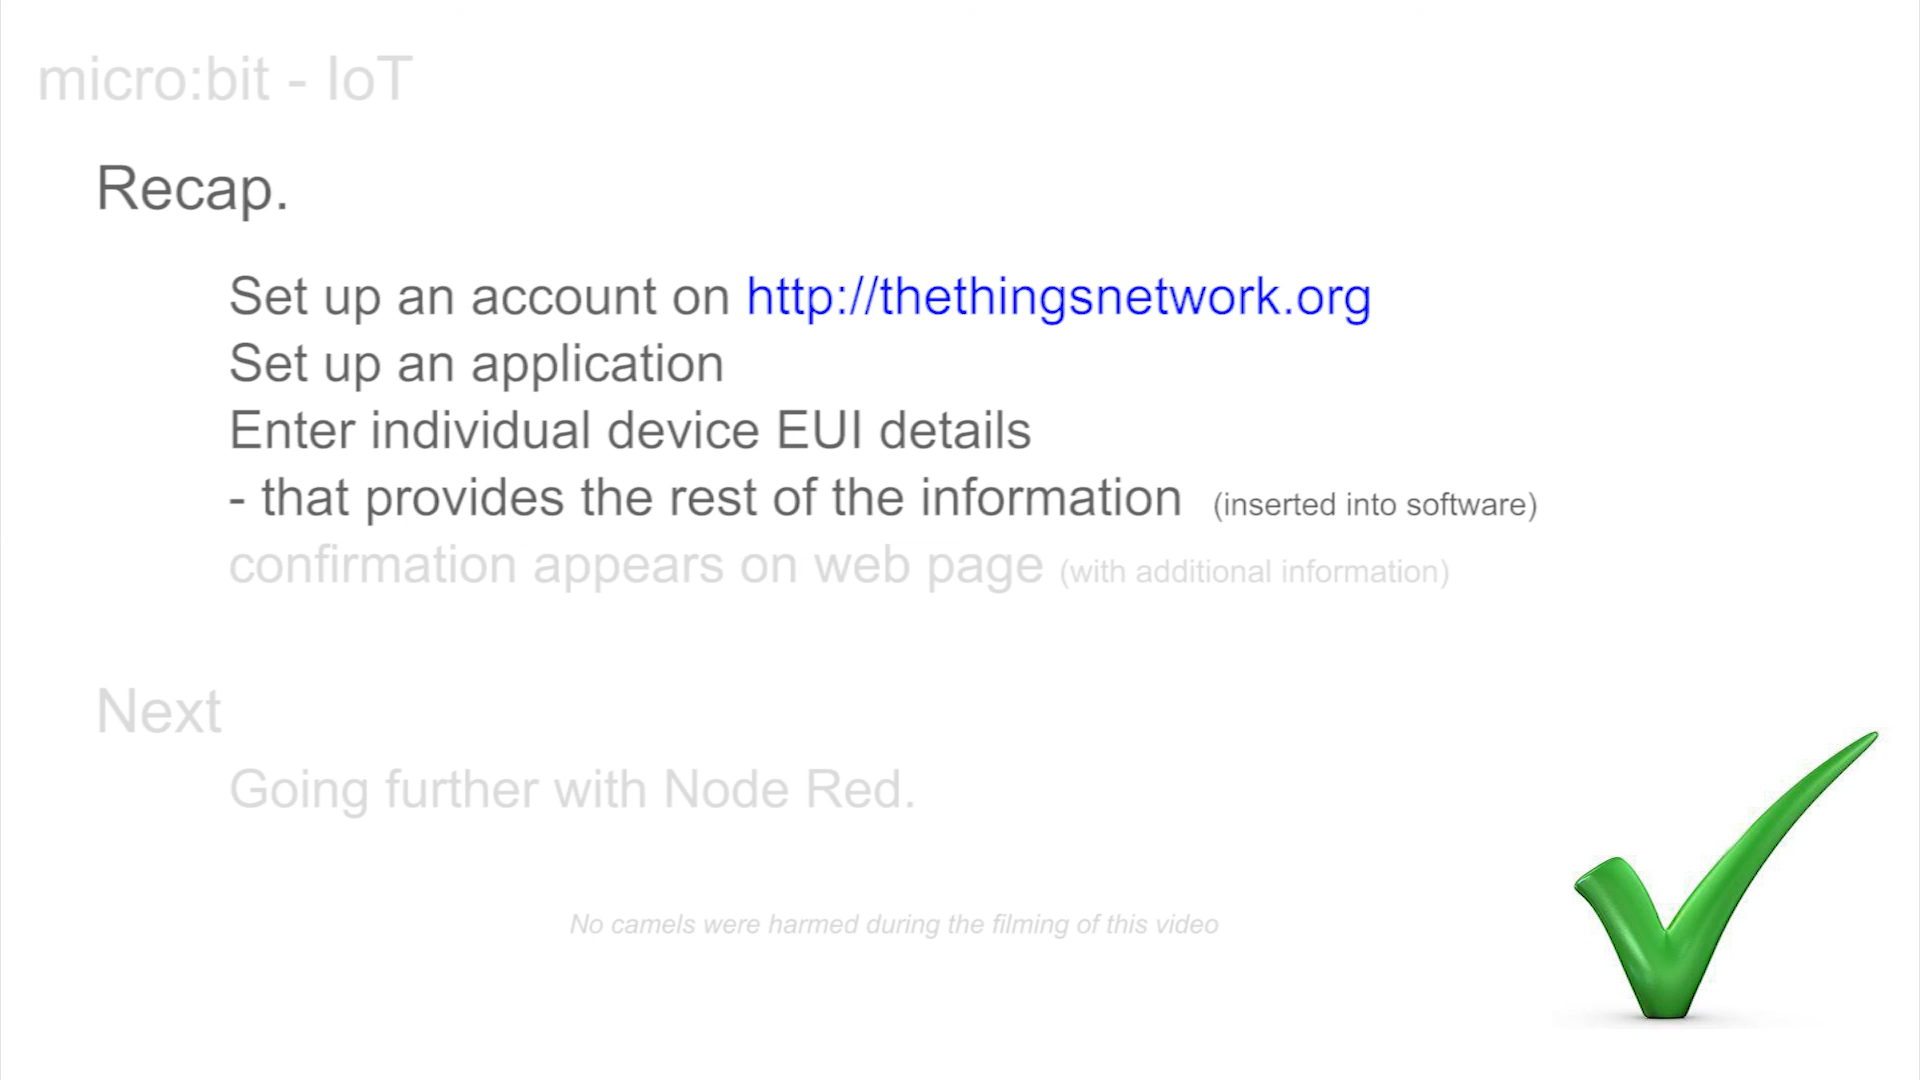 micro:bit - IoT
Recap.
Set up an account on http://thethingsnetwork.org
Set up an application
Enter individual device EUI details
- that provides the rest of the information (inserted into software)
confirmation appears on web page (with additional information)
Next
Going further with Node Red.
No camels were harmed during the filming of this video